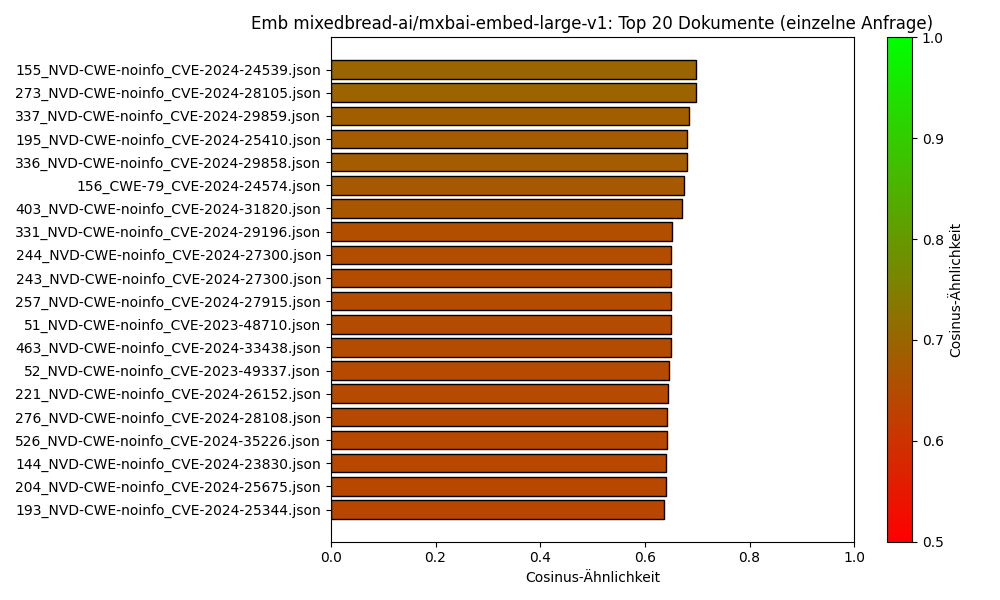 Emb mixedbread-ai/mxbai-embed-large-v1: Top 20 Dokumente (einzelne Anfrage)
155_NVD-CWE-noinfo_CVE-2024-24539.json
273_NVD-CWE-noinfo_CVE-2024-28105.json
337_NVD-CWE-noinfo_CVE-2024-29859.json
195_NVD-CWE-noinfo_CVE-2024-25410.json
336_NVD-CWE-noinfo_CVE-2024-29858.json
156_CWE-79_CVE-2024-24574.json
403_NVD-CWE-noinfo_CVE-2024-31820.json
331_NVD-CWE-noinfo_CVE-2024-29196.json
244_NVD-CWE-noinfo_CVE-2024-27300.json
243_NVD-CWE-noinfo_CVE-2024-27300.json
257_NVD-CWE-noinfo_CVE-2024-27915.json
51_NVD-CWE-noinfo_CVE-2023-48710.json
463_NVD-CWE-noinfo_CVE-2024-33438.json
52_NVD-CWE-noinfo_CVE-2023-49337.json
221_NVD-CWE-noinfo_CVE-2024-26152.json
276_NVD-CWE-noinfo_CVE-2024-28108.json
526_NVD-CWE-noinfo_CVE-2024-35226.json
144_NVD-CWE-noinfo_CVE-2024-23830.json
204_NVD-CWE-noinfo_CVE-2024-25675.json
193_NVD-CWE-noinfo_CVE-2024-25344.json
0.0 0.2 0.4 0.6 0.8 1.0
Cosinus-Ähnlichkeit
1.0
0.9
0.8
0.7
0.6
0.5
Cosinus-Ähnlichkeit